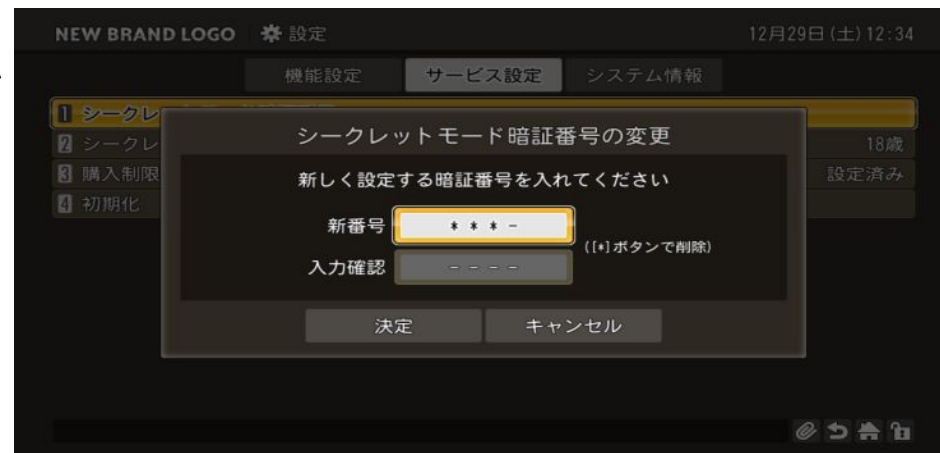 NEW BRAND LOGO 設定 12月29日(土) 12:34
機能設定 サービス設定 システム情報
1 シークレ
シークレットモード暗証番号の変更
2 シークレ 18歳
3 購入制限 設定済み
新しく設定する暗証番号を入れてください
4 初期化
新番号 * * * -
([*]ボタンで削除)
入力確認 - - - -
決定 キャンセル